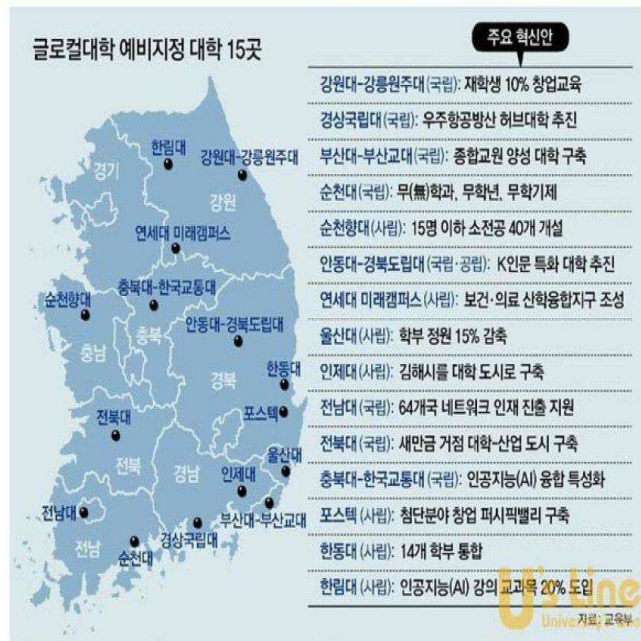 글로컬대학 예비지정 대학 15곳
주요 혁신안
강원대-강릉원주대(국립): 재학생 10% 창업교육
경상국립대(국립): 우주항공방산 허브대학 추진
부산대-부산교대(국립): 종합교원 양성 대학 구축
순천대(국립): 무(無)학과, 무학년, 무학기제
순천향대(사립): 15명 이하 소전공 40개 개설
안동대-경북도립대(국립·공립): K인문 특화 대학 추진
연세대 미래캠퍼스(사립): 보건·의료 산학융합지구 조성
울산대(사립): 학부 정원 15% 감축
인제대(사립): 김해시를 대학 도시로 구축
전남대(국립): 64개국 네트워크 인재 진출 지원
전북대(국립): 새만금 거점 대학-산업 도시 구축
충북대-한국교통대(국립): 인공지능(AI) 융합 특성화
포스텍(사립): 첨단분야 창업 퍼시픽밸리 구축
한동대(사립): 14개 학부 통합
한림대(사립): 인공지능(AI) 강의 교과목 20% 도입
자료: 교육부
한림대
경기
강원대-강릉원주대
강원
연세대 미래캠퍼스
순천향대
충북대-한국교통대
충북
안동대-경북도립대
충남
경북
한동대
포스텍
전북대
울산대
전북
경남
인제대
전남대
부산대-부산교대
경상국립대
전남
순천대
U's Line